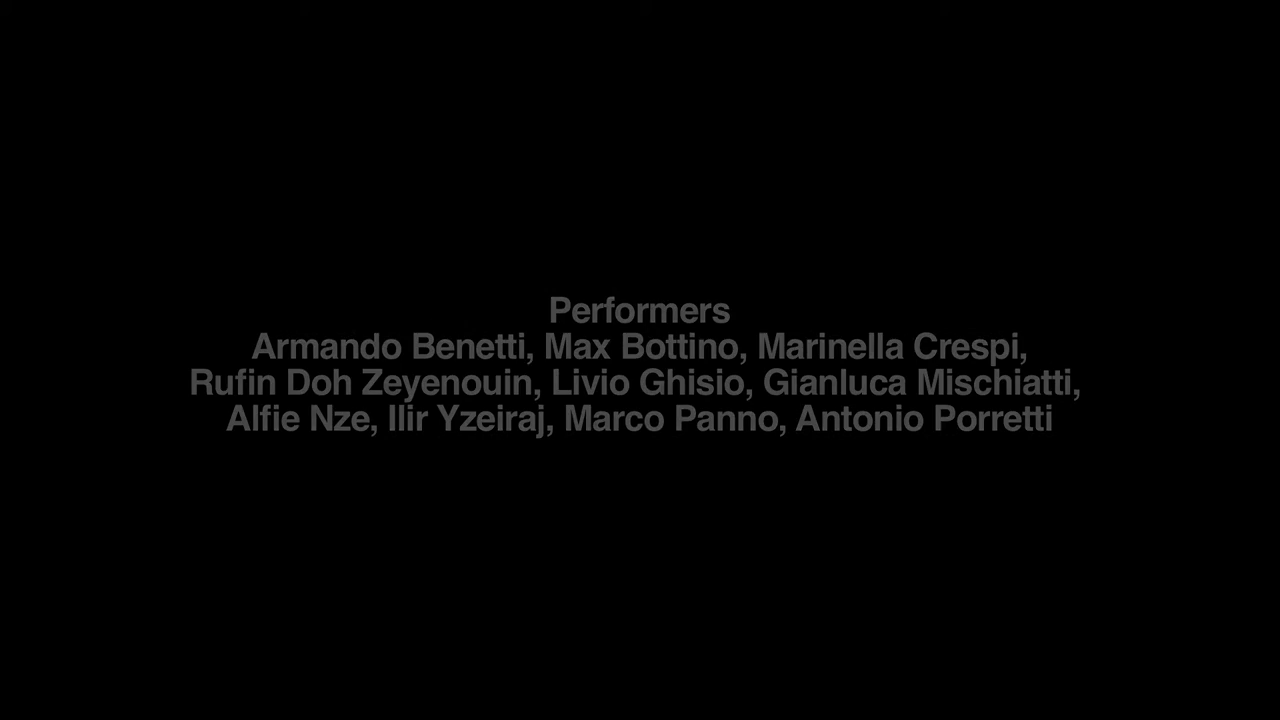 Performers
Armando Benetti, Max Bottino, Marinella Crespi,
Rufin Doh Zeyenouin, Livio Ghisio, Gianluca Mischiatti,
Alfie Nze, Ilir Yzeiraj, Marco Panno, Antonio Porretti